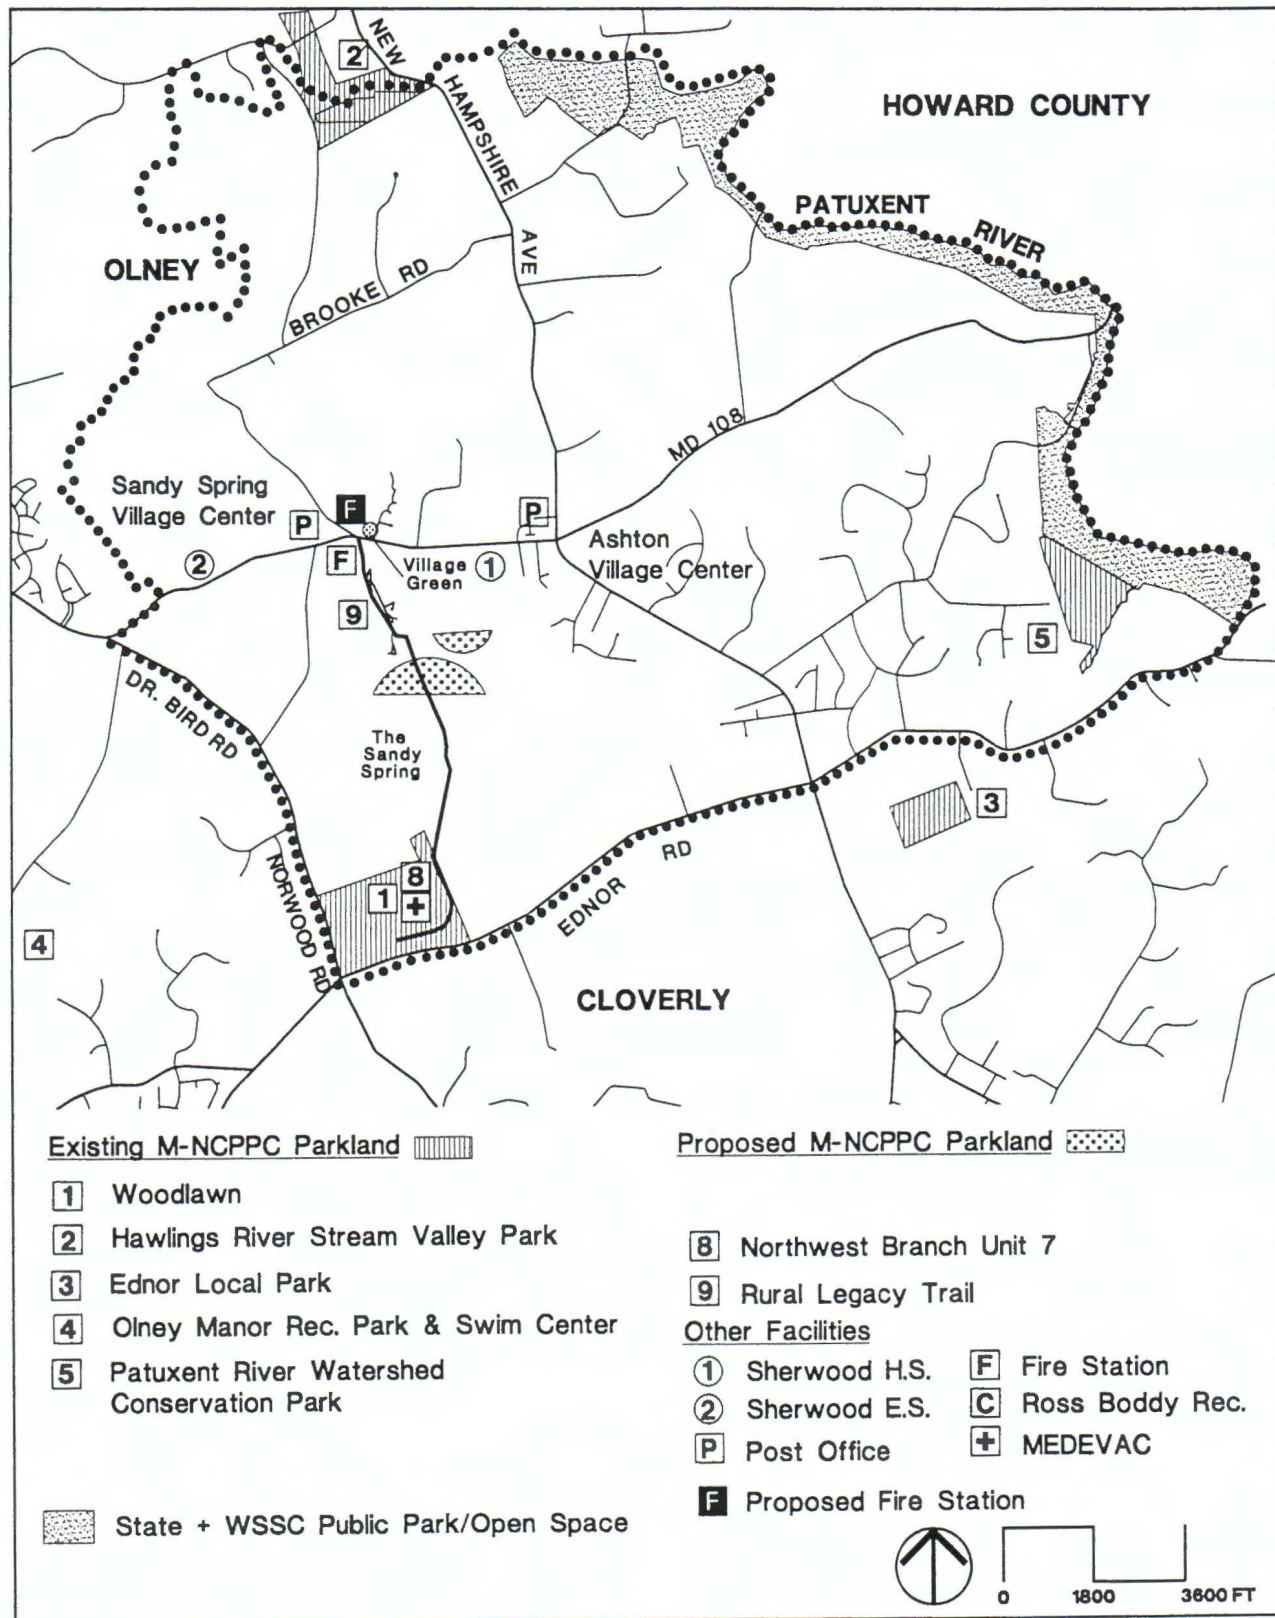 2
NEW
HAMPSHIRE
AVE
HOWARD COUNTY
PATUXENT
RIVER
OLNEY
BROOKE RD
MD 108
Sandy Spring
Village Center
P
F
P
2
F
Village
Green
1
Ashton
Village Center
9
5
DR. BIRD RD
The
Sandy
Spring
3
NORWOOD RD
8
1
+
EDNOR RD
4
CLOVERLY
Existing M-NCPPC Parkland
1 Woodlawn
2 Hawlings River Stream Valley Park
3 Ednor Local Park
4 Olney Manor Rec. Park & Swim Center
5 Patuxent River Watershed
Conservation Park
State + WSSC Public Park/Open Space
Proposed M-NCPPC Parkland
8 Northwest Branch Unit 7
9 Rural Legacy Trail
Other Facilities
1 Sherwood H.S.
2 Sherwood E.S.
P Post Office
F Fire Station
C Ross Boddy Rec.
+ MEDEVAC
F Proposed Fire Station
0 1800 3600 FT